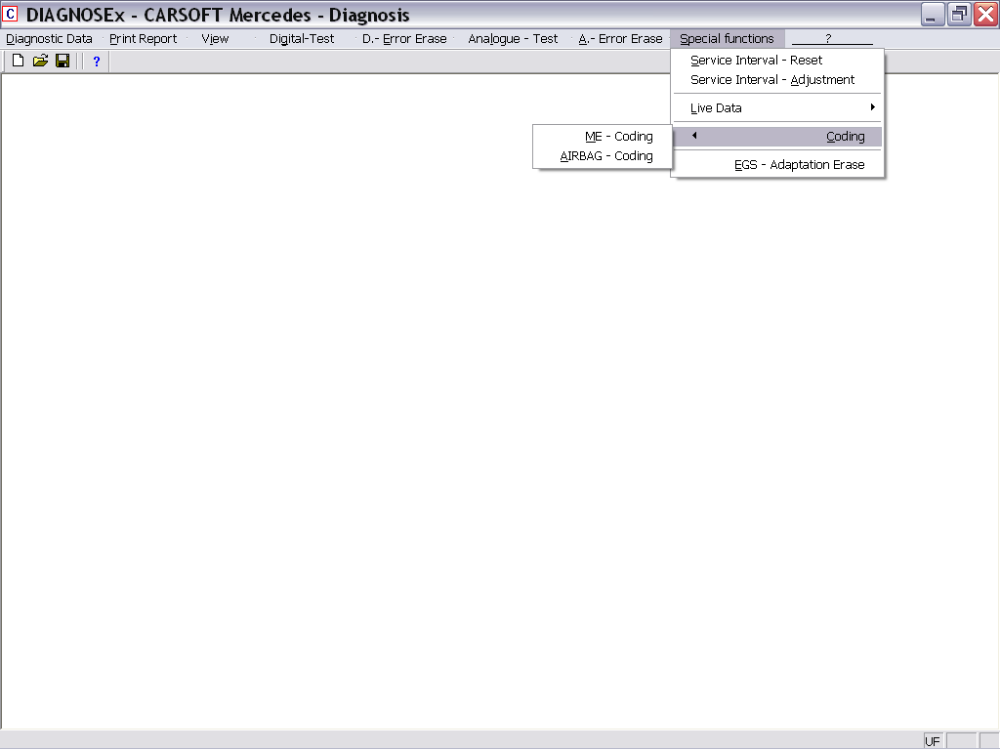 C DIAGNOSEx - CARSOFT Mercedes - Diagnosis
Diagnostic Data Print Report View Digital-Test D.- Error Erase Analogue - Test A.- Error Erase Special functions ?
?
Service Interval - Reset
Service Interval - Adjustment
Live Data
Coding
ME - Coding
AIRBAG - Coding
EGS - Adaptation Erase
UF